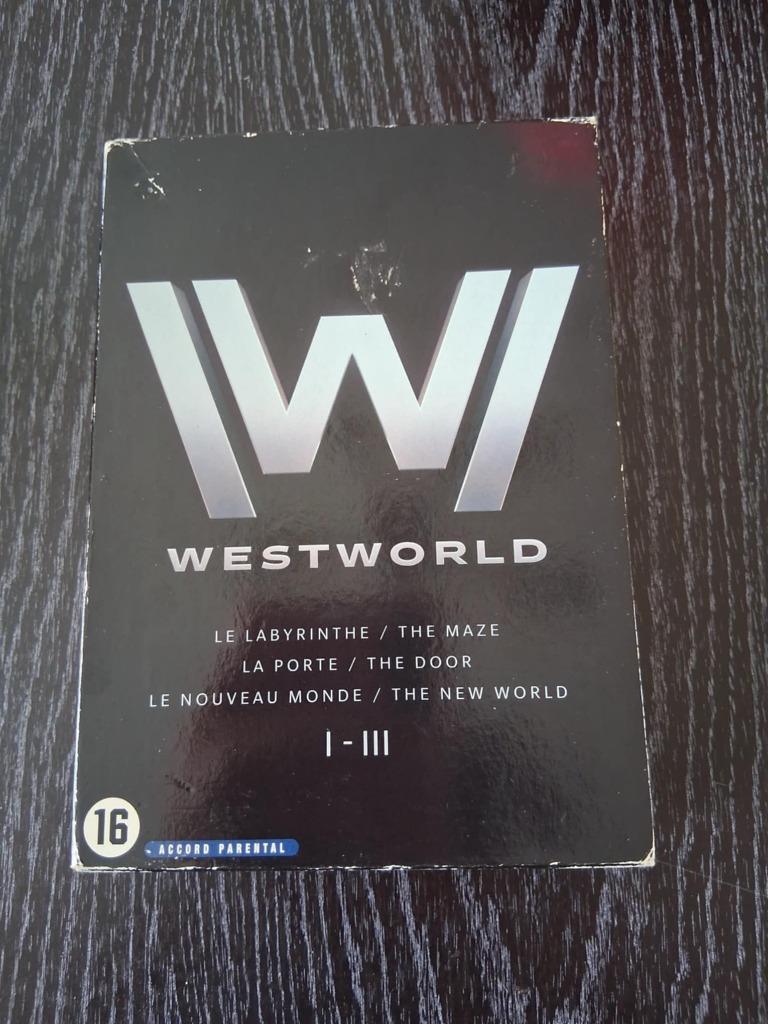 W
WESTWORLD
LE LABYRINTHE / THE MAZE
LA PORTE / THE DOOR
LE NOUVEAU MONDE / THE NEW WORLD
I - III
16
ACCORD PARENTAL